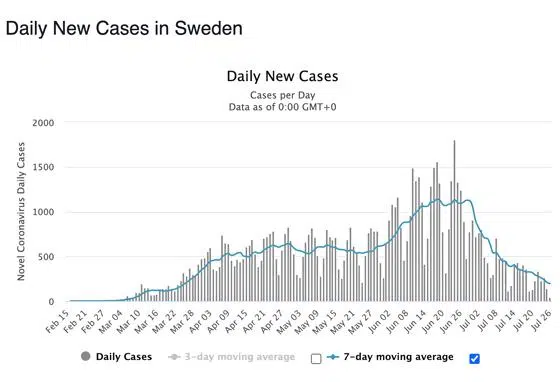 Daily New Cases in Sweden
Daily New Cases
Cases per Day
Data as of 0:00 GMT+0
Novel Coronavirus Daily Cases
2000
1500
1000
500
0
Feb 15
Feb 21
Feb 27
Mar 04
Mar 10
Mar 16
Mar 22
Mar 28
Apr 03
Apr 09
Apr 15
Apr 21
Apr 27
May 03
May 09
May 15
May 21
May 27
Jun 02
Jun 08
Jun 14
Jun 20
Jun 26
Jul 02
Jul 08
Jul 14
Jul 20
Jul 26
Daily Cases 3-day moving average 7-day moving average